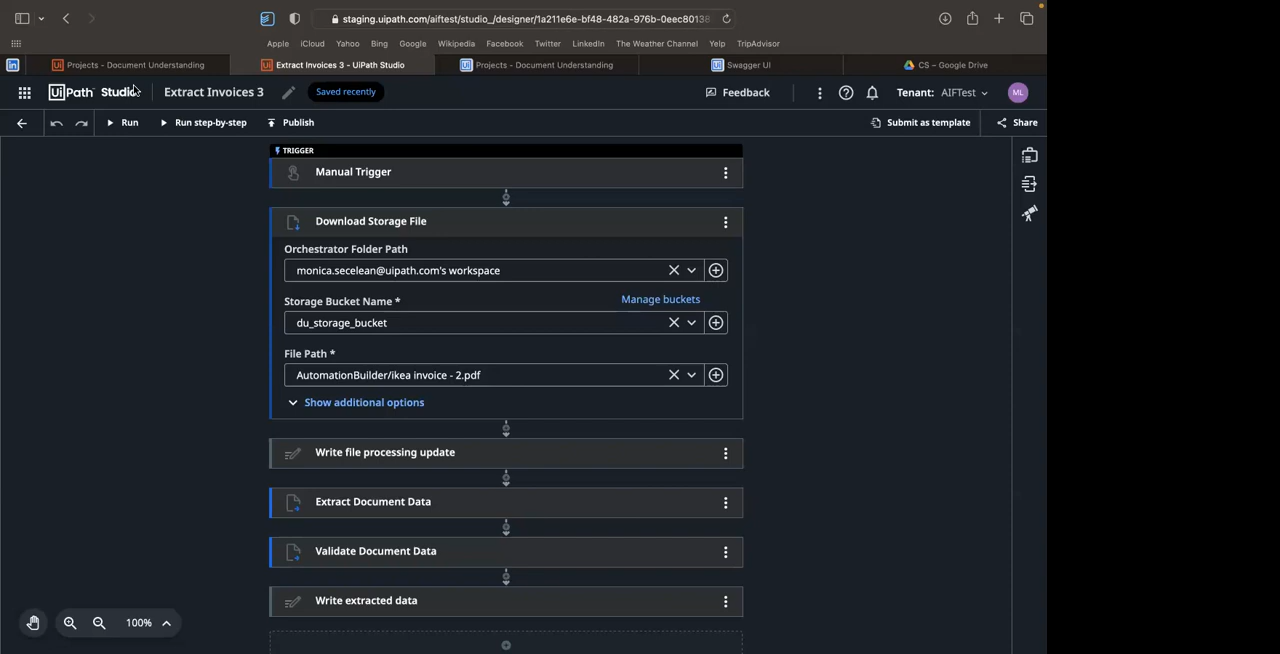 staging.uipath.com/aiftest/studio_/designer/1a211e6e-bf48-482a-976b-0eec80138
Apple iCloud Yahoo Bing Google Wikipedia Facebook Twitter LinkedIn The Weather Channel Yelp TripAdvisor
in Ui Projects - Document Understanding Ui Extract Invoices 3 - UiPath Studio Ui Projects - Document Understanding Ui Swagger UI CS – Google Drive
UiPath Studio Extract Invoices 3 Saved recently Feedback Tenant: AIFTest ML
Run Run step-by-step Publish Submit as template Share
TRIGGER
Manual Trigger
Download Storage File
Orchestrator Folder Path
monica.secelean@uipath.com's workspace
Storage Bucket Name * Manage buckets
du_storage_bucket
File Path *
AutomationBuilder/ikea invoice - 2.pdf
Show additional options
Write file processing update
Extract Document Data
Validate Document Data
Write extracted data
100%